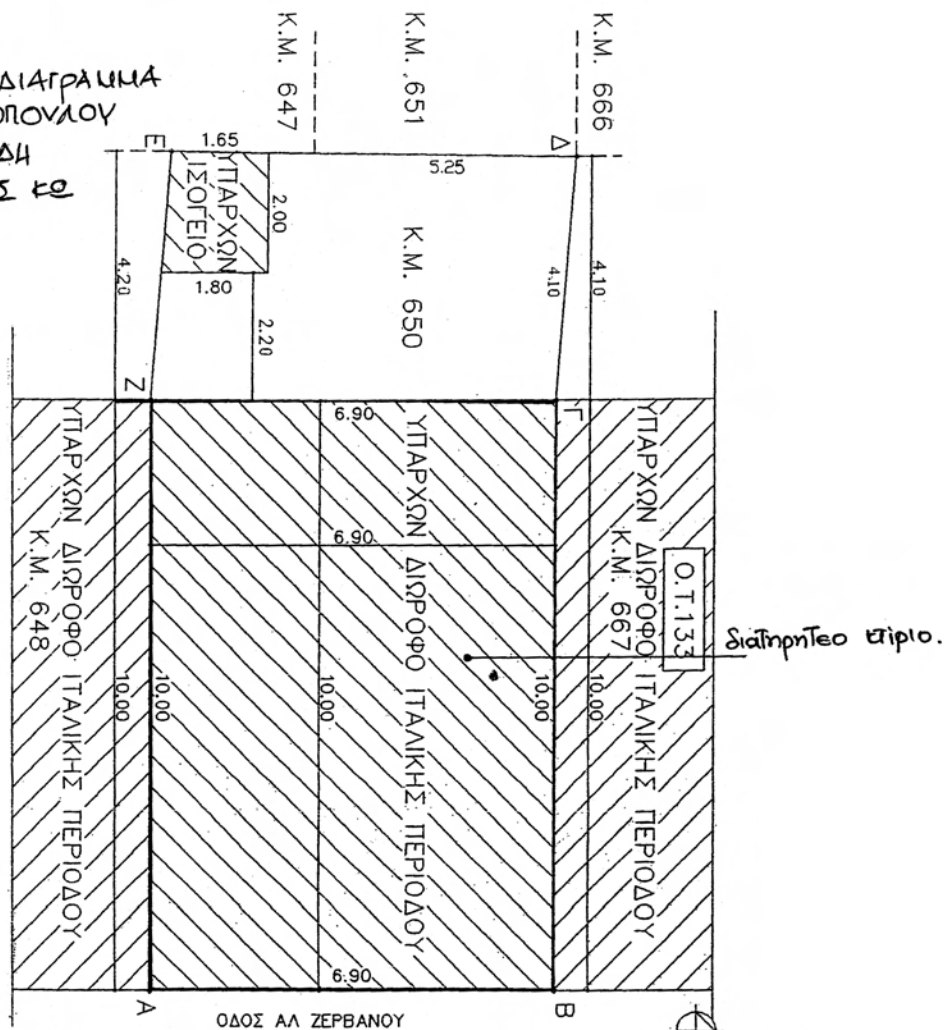 ΔΙΑΓΡΑΜΜΑ
ΟΠΟΥΛΟΥ
ΔΗ
Σ ΚΩ
Κ.Μ. 647
Κ.Μ. 651
Κ.Μ. 666
Ε
1.65
5.25
Δ
ΥΠΑΡΧΩΝ
ΙΣΟΓΕΙΟ
2.00
1.80
2.20
4.20
Κ.Μ. 650
4.10
4.10
Ζ
Γ
6.90
6.90
6.90
ΥΠΑΡΧΩΝ ΔΙΩΡΟΦΟ ΙΤΑΛΙΚΗΣ ΠΕΡΙΟΔΟΥ
Κ.Μ. 648
ΥΠΑΡΧΩΝ ΔΙΩΡΟΦΟ ΙΤΑΛΙΚΗΣ ΠΕΡΙΟΔΟΥ
ΥΠΑΡΧΩΝ ΔΙΩΡΟΦΟ ΙΤΑΛΙΚΗΣ ΠΕΡΙΟΔΟΥ
Κ.Μ. 667
Ο.Τ.133
διατηρητεο κτιριο.
10.00
10.00
10.00
10.00
10.00
Α
Β
ΟΔΟΣ ΑΛ ΖΕΡΒΑΝΟΥ